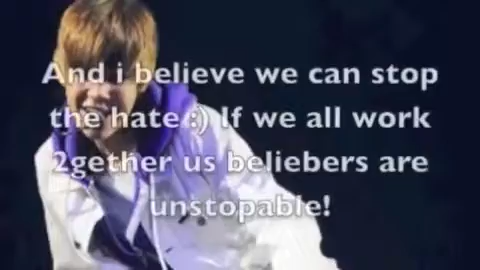 And i believe we can stop
the hate :) If we all work
2gether us beliebers are
unstopable!